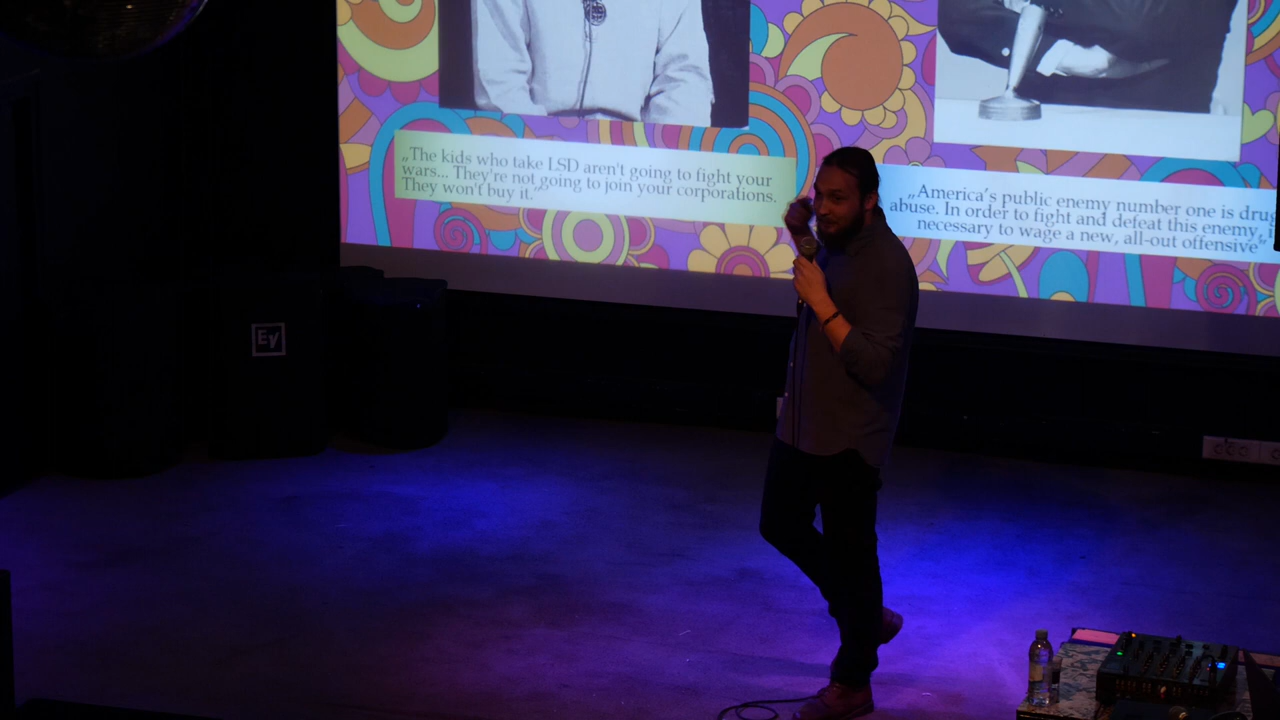 „The kids who take LSD aren't going to fight your
wars... They're not going to join your corporations.
They won't buy it.”
„America's public enemy number one is drug
abuse. In order to fight and defeat this enemy,
necessary to wage a new, all-out offensive”
EV